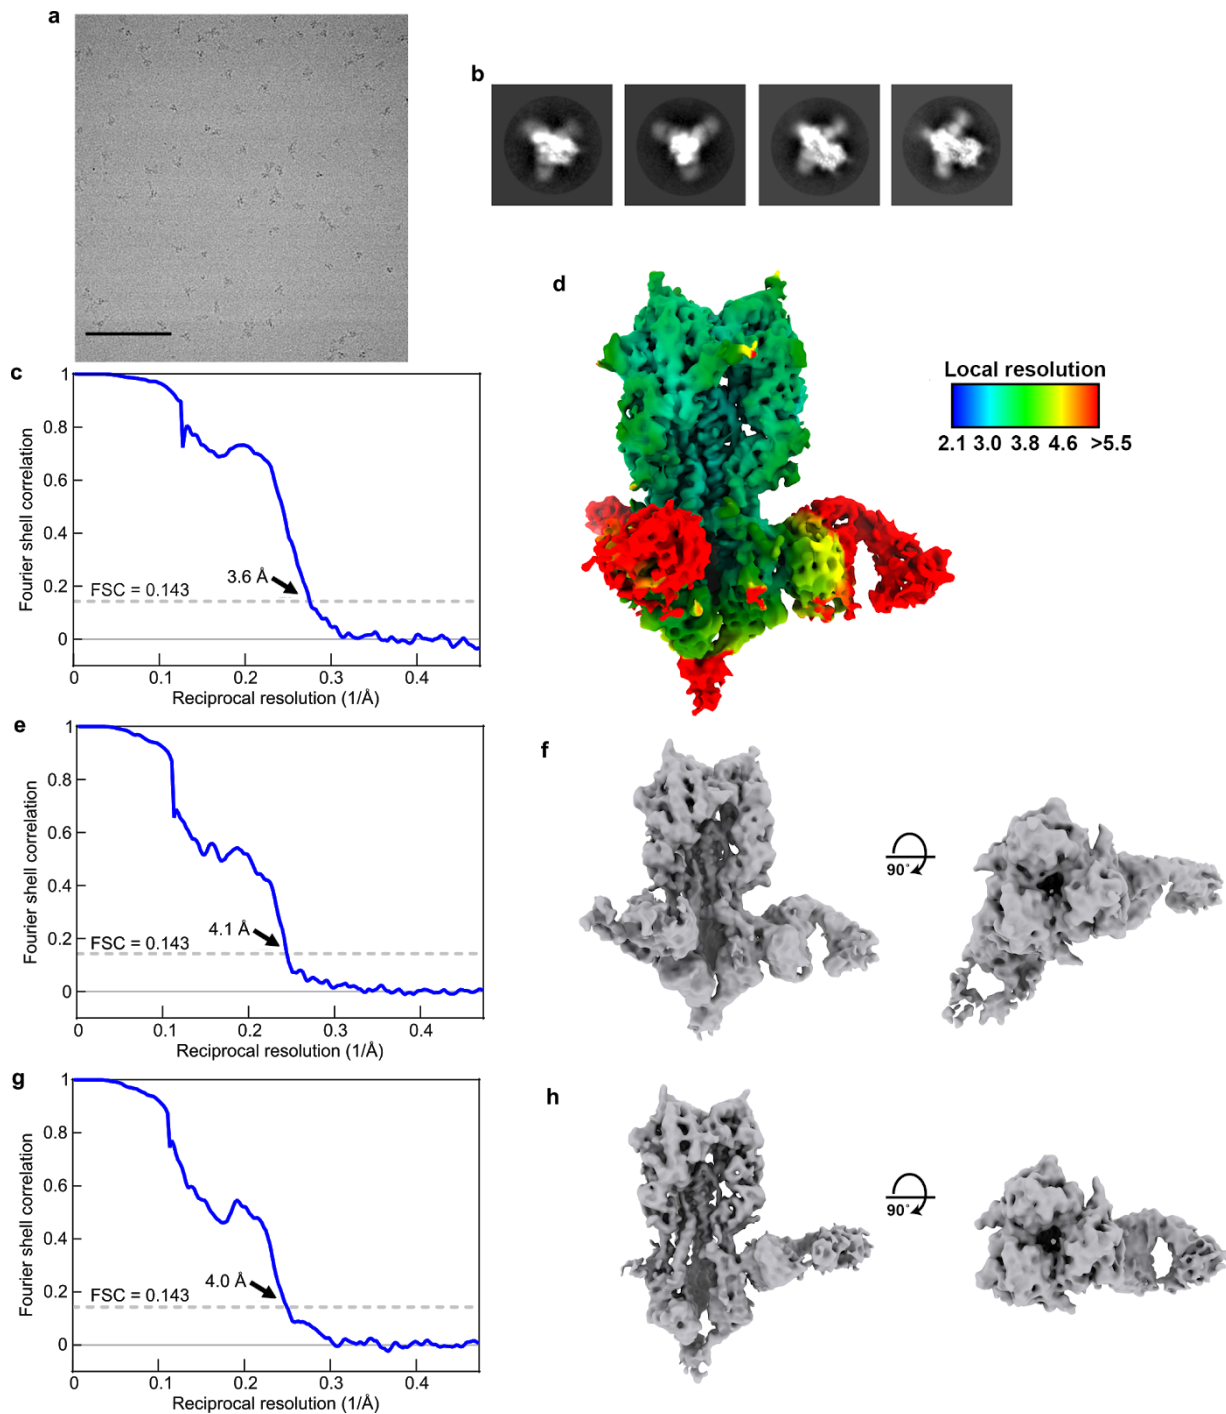 a
b
c
1
0.8
0.6
0.4
0.2
0
Fourier shell correlation
3.6 Å
FSC = 0.143
0
0.1
0.2
0.3
0.4
Reciprocal resolution (1/Å)
d
Local resolution
2.1 3.0 3.8 4.6 >5.5
e
1
0.8
0.6
0.4
0.2
0
Fourier shell correlation
4.1 Å
FSC = 0.143
0
0.1
0.2
0.3
0.4
Reciprocal resolution (1/Å)
f
90°
g
1
0.8
0.6
0.4
0.2
0
Fourier shell correlation
4.0 Å
FSC = 0.143
0
0.1
0.2
0.3
0.4
Reciprocal resolution (1/Å)
h
90°